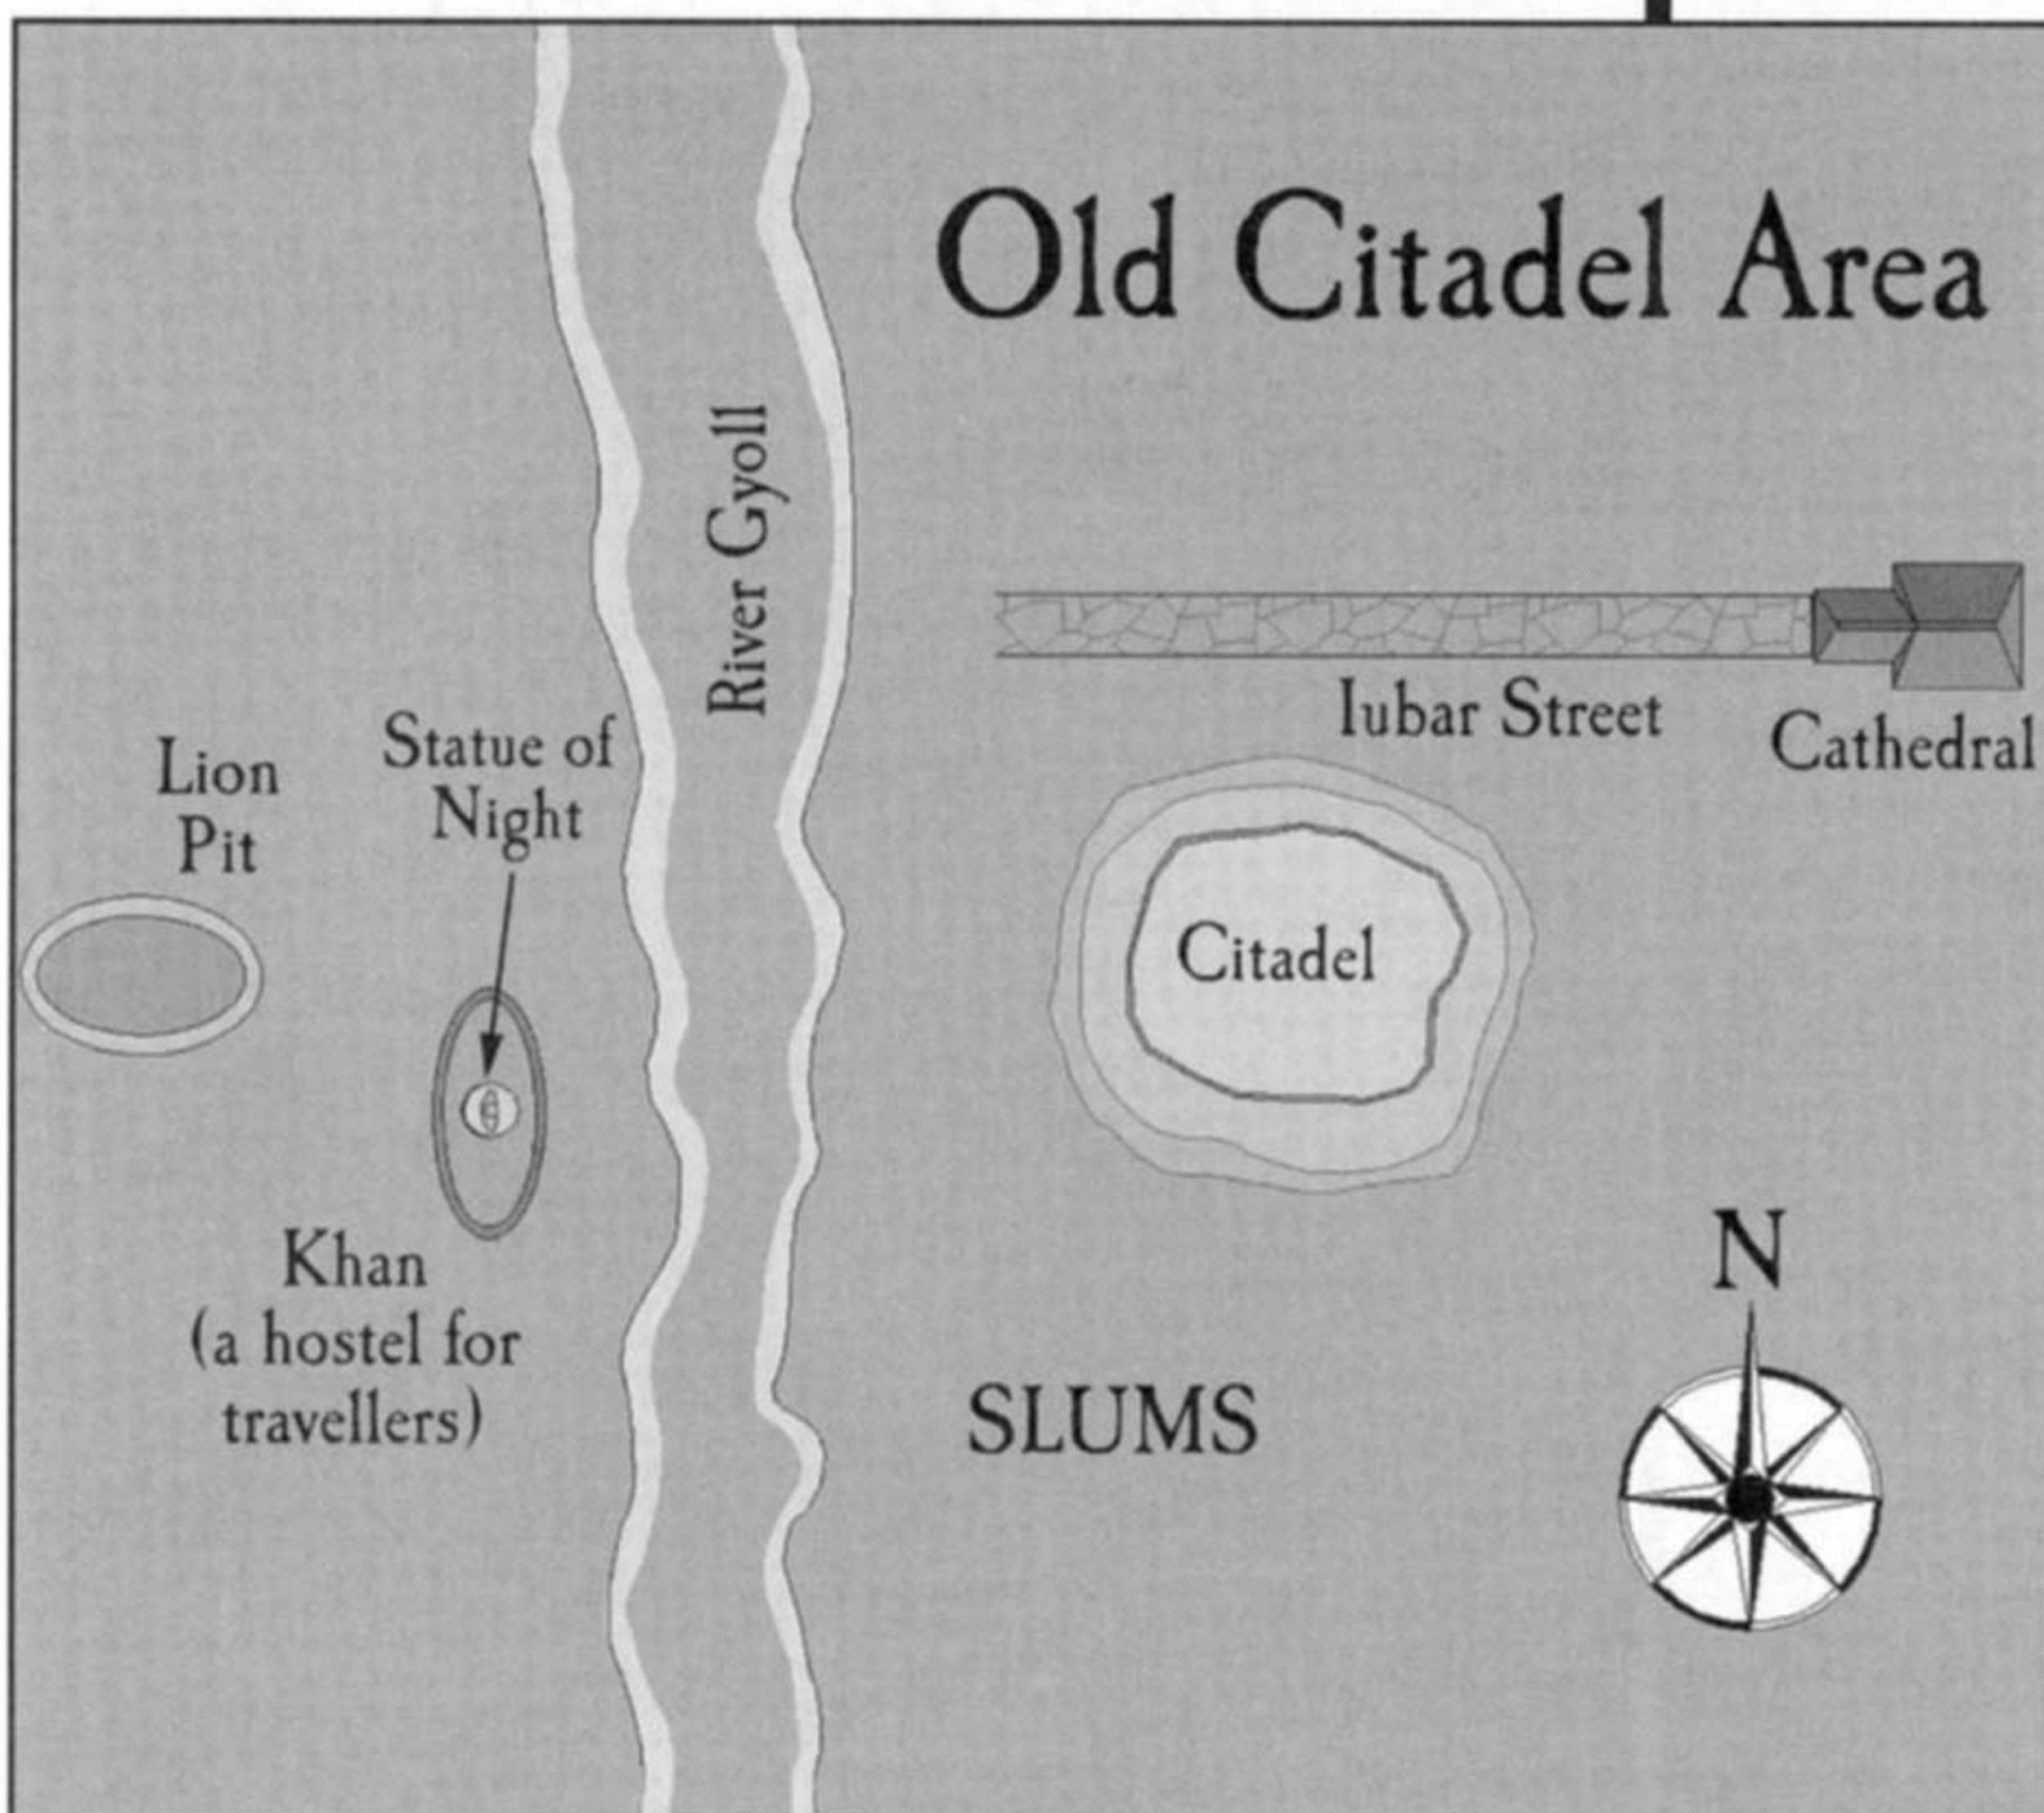 Old Citadel Area
River Gyoll
Iubar Street
Cathedral
Statue of
Night
Lion
Pit
Citadel
Khan
(a hostel for
travellers)
SLUMS
N